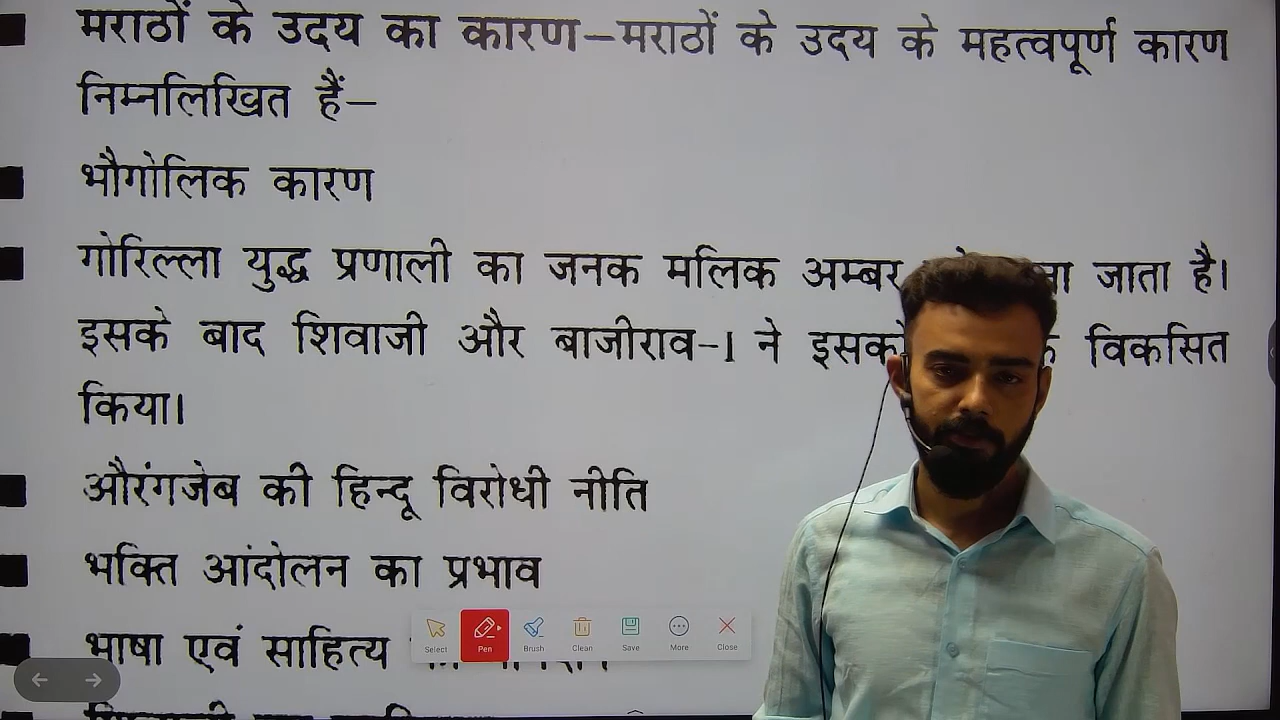 मराठों के उदय का कारण–मराठों के उदय के महत्वपूर्ण कारण
निम्नलिखित हैं–
भौगोलिक कारण
गोरिल्ला युद्ध प्रणाली का जनक मलिक अम्बर जाता है।
इसके बाद शिवाजी और बाजीराव-I ने विकसित
किया।
औरंगजेब की हिन्दू विरोधी नीति
भक्ति आंदोलन का प्रभाव
भाषा एवं साहित्य
Select Pen Brush Clean Save More Close